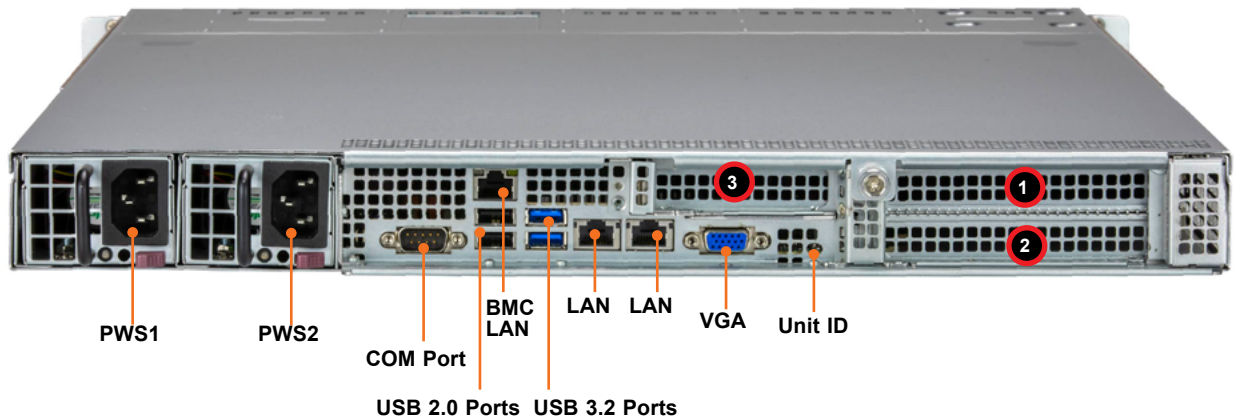 3
1
2
PWS1
PWS2
COM Port
BMC
LAN
LAN
LAN
VGA
Unit ID
USB 2.0 Ports
USB 3.2 Ports